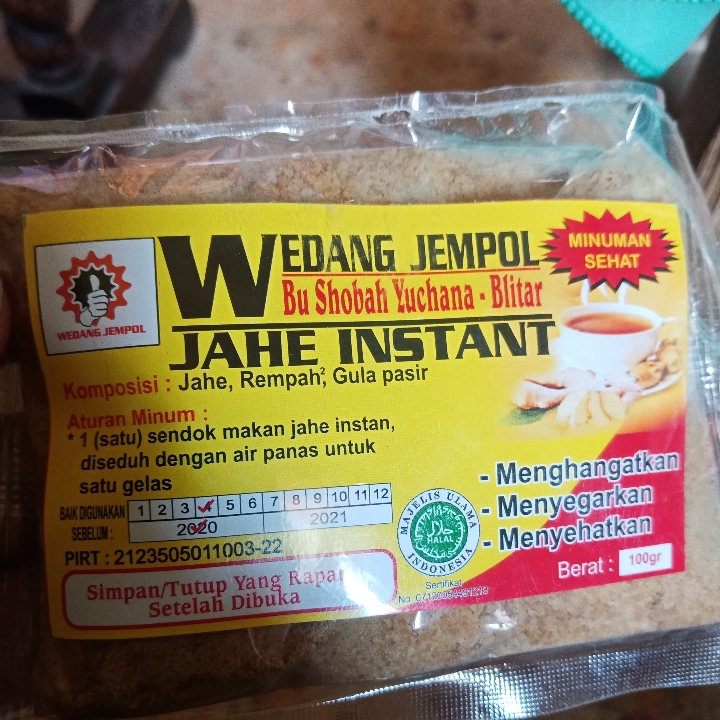 WEDANG JEMPOL
WEDANG JEMPOL
Bu Shobah Yuchana - Blitar
JAHE INSTANT
MINUMAN
SEHAT
Komposisi : Jahe, Rempah², Gula pasir
Aturan Minum :
* 1 (satu) sendok makan jahe instan,
diseduh dengan air panas untuk
satu gelas
BAIK DIGUNAKAN
SEBELUM :
1 2 3 4 5 6 7 8 9 10 11 12
2020 2021
PIRT : 2123505011003-22
Simpan/Tutup Yang Rapat
Setelah Dibuka
MAJELIS ULAMA
HALAL
INDONESIA
Sertifikat
No.
- Menghangatkan
- Menyegarkan
- Menyehatkan
Berat : 100gr